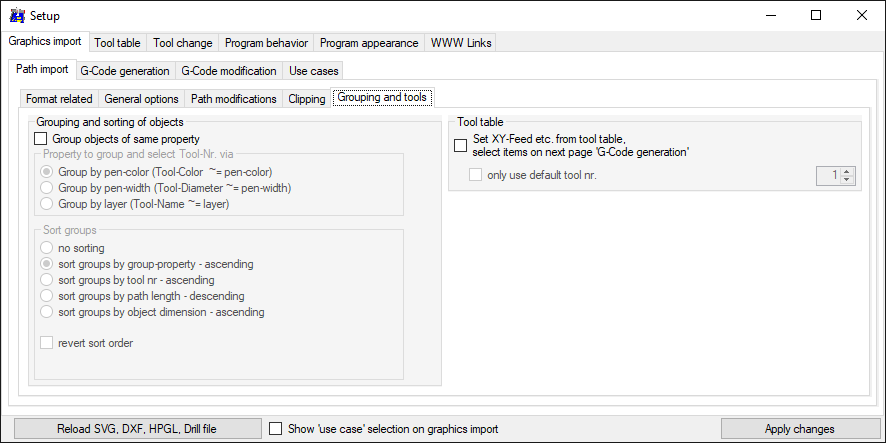 Setup
Graphics import
Tool table
Tool change
Program behavior
Program appearance
WWW Links
Path import
G-Code generation
G-Code modification
Use cases
Format related
General options
Path modifications
Clipping
Grouping and tools
Grouping and sorting of objects
Group objects of same property
Property to group and select Tool-Nr. via
Group by pen-color (Tool-Color ~= pen-color)
Group by pen-width (Tool-Diameter ~= pen-width)
Group by layer (Tool-Name ~= layer)
Sort groups
no sorting
sort groups by group-property - ascending
sort groups by tool nr - ascending
sort groups by path length - descending
sort groups by object dimension - ascending
revert sort order
Tool table
Set XY-Feed etc. from tool table,
select items on next page 'G-Code generation'
only use default tool nr.
1
Reload SVG, DXF, HPGL, Drill file
Show 'use case' selection on graphics import
Apply changes